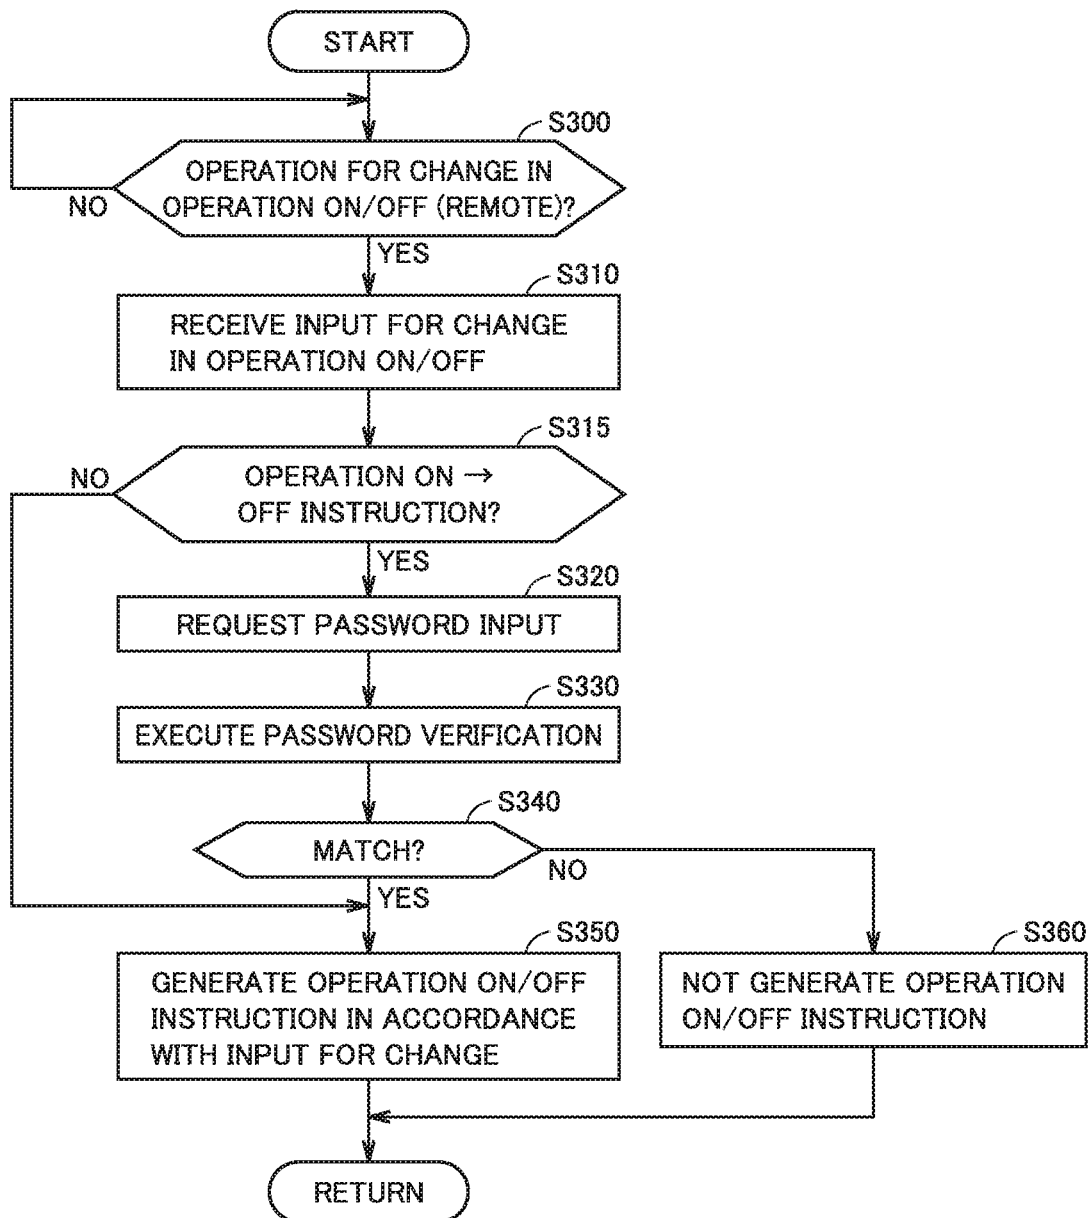 START
S300
OPERATION FOR CHANGE IN
OPERATION ON/OFF (REMOTE)?
NO
YES
S310
RECEIVE INPUT FOR CHANGE
IN OPERATION ON/OFF
S315
NO
OPERATION ON →
OFF INSTRUCTION?
YES
S320
REQUEST PASSWORD INPUT
S330
EXECUTE PASSWORD VERIFICATION
S340
MATCH?
NO
YES
S350
GENERATE OPERATION ON/OFF
INSTRUCTION IN ACCORDANCE
WITH INPUT FOR CHANGE
S360
NOT GENERATE OPERATION
ON/OFF INSTRUCTION
RETURN